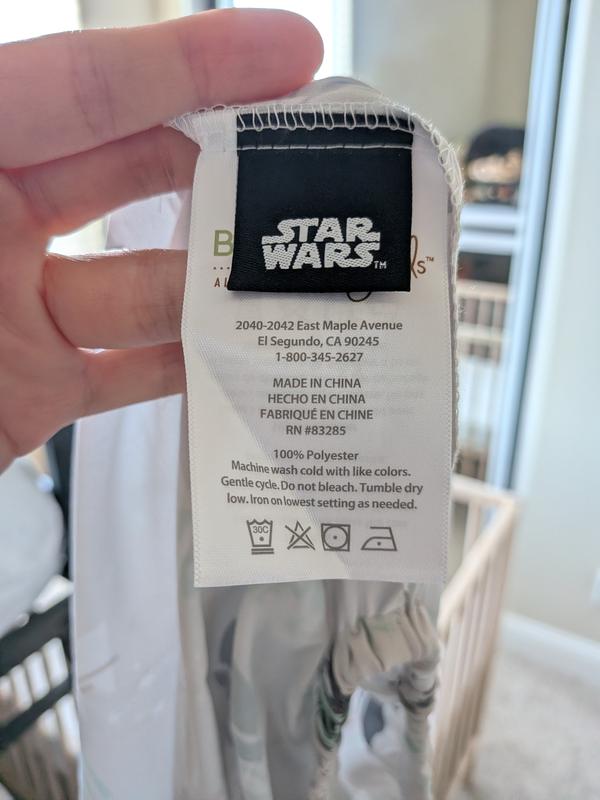 STAR
WARS™
2040-2042 East Maple Avenue
El Segundo, CA 90245
1-800-345-2627
MADE IN CHINA
HECHO EN CHINA
FABRIQUÉ EN CHINE
RN #83285
100% Polyester
Machine wash cold with like colors.
Gentle cycle. Do not bleach. Tumble dry
low. Iron on lowest setting as needed.
30C